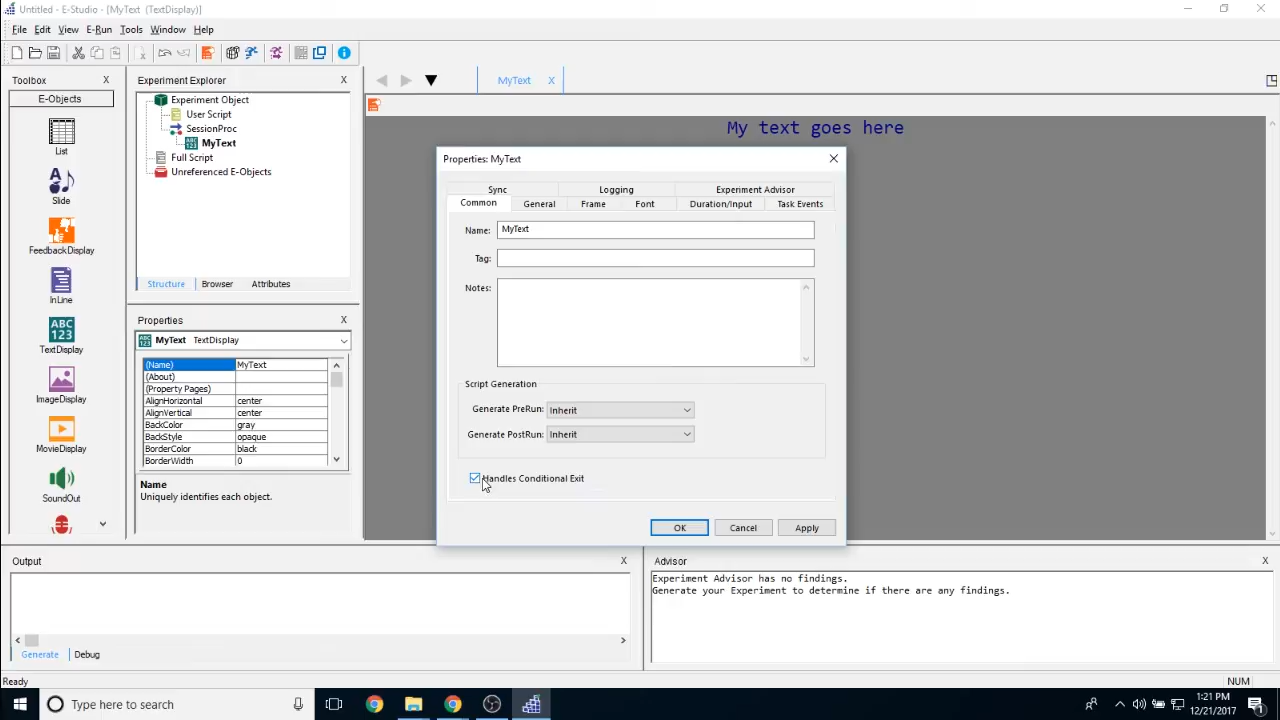 Untitled - E-Studio - [MyText (TextDisplay)]
File Edit View E-Run Tools Window Help
Toolbox X
E-Objects
List
Slide
FeedbackDisplay
InLine
ABC
123
TextDisplay
ImageDisplay
MovieDisplay
SoundOut
Experiment Explorer X
Experiment Object
User Script
SessionProc
MyText
Full Script
Unreferenced E-Objects
Structure Browser Attributes
Properties X
MyText TextDisplay
(Name) MyText
(About)
(Property Pages)
AlignHorizontal center
AlignVertical center
BackColor gray
BackStyle opaque
BorderColor black
BorderWidth 0
Name
Uniquely identifies each object.
MyText X
My text goes here
Properties: MyText
Sync Logging Experiment Advisor
Common General Frame Font Duration/Input Task Events
Name: MyText
Tag:
Notes:
Script Generation
Generate PreRun: Inherit
Generate PostRun: Inherit
Handles Conditional Exit
OK Cancel Apply
Output X
Generate Debug
Advisor X
Experiment Advisor has no findings.
Generate your Experiment to determine if there are any findings.
Ready NUM
Type here to search
1:21 PM
12/21/2017